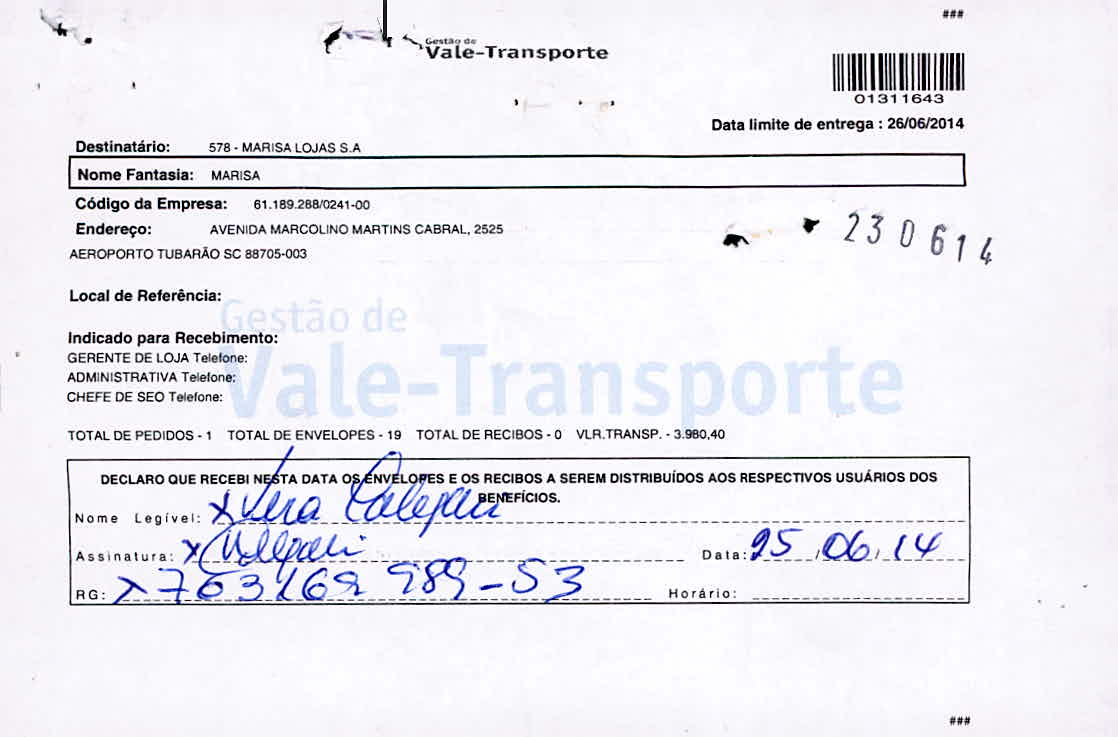 ###
Gestão de
Vale-Transporte
01311643
Data limite de entrega : 26/06/2014
Destinatário: 578 - MARISA LOJAS S.A
Nome Fantasia: MARISA
Código da Empresa: 61.189.288/0241-00
Endereço: AVENIDA MARCOLINO MARTINS CABRAL, 2525
230614
AEROPORTO TUBARÃO SC 88705-003
Local de Referência:
Gestão de
Vale-Transporte
Indicado para Recebimento:
GERENTE DE LOJA Telefone:
ADMINISTRATIVA Telefone:
CHEFE DE SEO Telefone:
TOTAL DE PEDIDOS - 1 TOTAL DE ENVELOPES - 19 TOTAL DE RECIBOS - 0 VLR.TRANSP. - 3.980,40
DECLARO QUE RECEBI NESTA DATA OS ENVELOPES E OS RECIBOS A SEREM DISTRIBUÍDOS AOS RESPECTIVOS USUÁRIOS DOS
BENEFÍCIOS.
Nome Legível: x Vera
Assinatura: x Data: 25/06/14
RG: x 989-53 Horário:
###